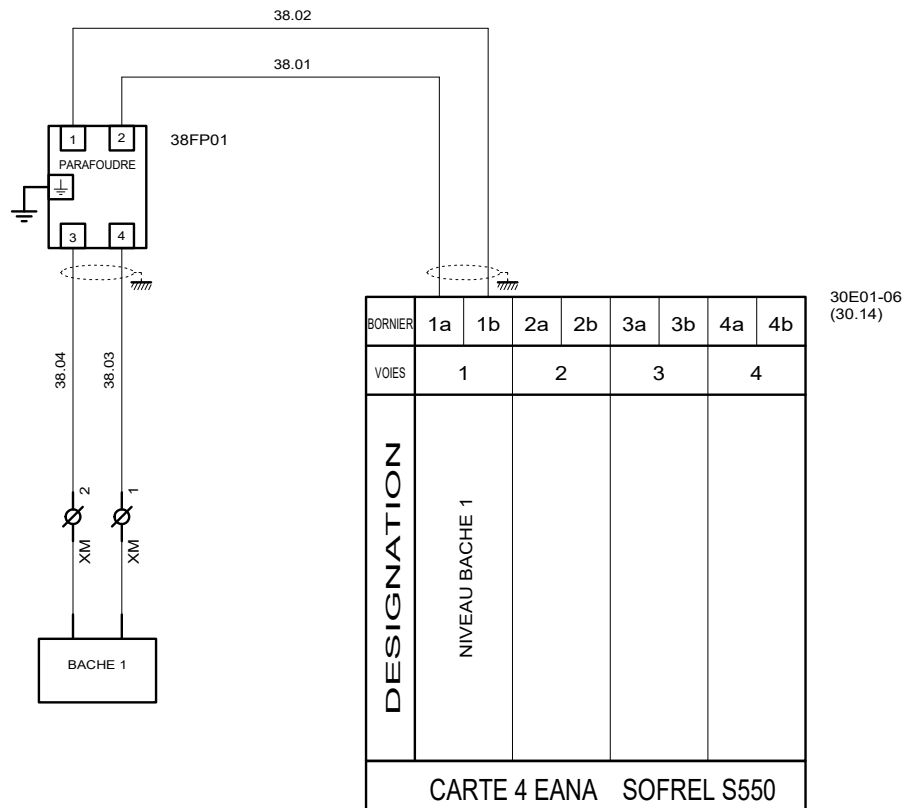 38.02
38.01
1 2
38FP01
PARAFOUDRE
3 4
30E01-06
(30.14)
BORNIER 1a 1b 2a 2b 3a 3b 4a 4b
VOIES 1 2 3 4
38.04
38.03
2
1
XM
XM
DESIGNATION
NIVEAU BACHE 1
BACHE 1
CARTE 4 EANA SOFREL S550